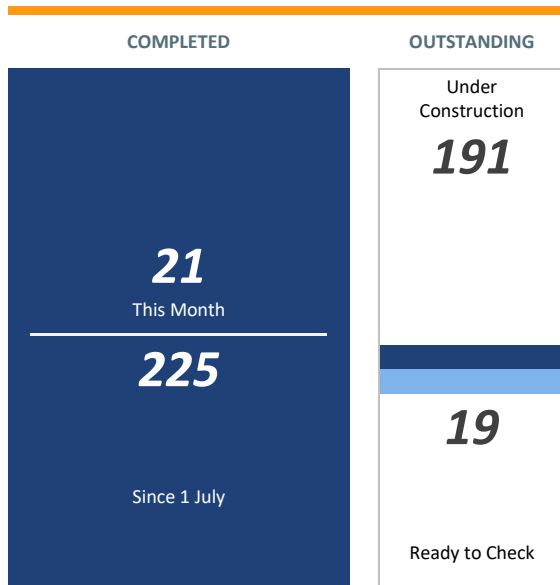 COMPLETED
21
This Month
225
Since 1 July
OUTSTANDING
Under
Construction
191
19
Ready to Check